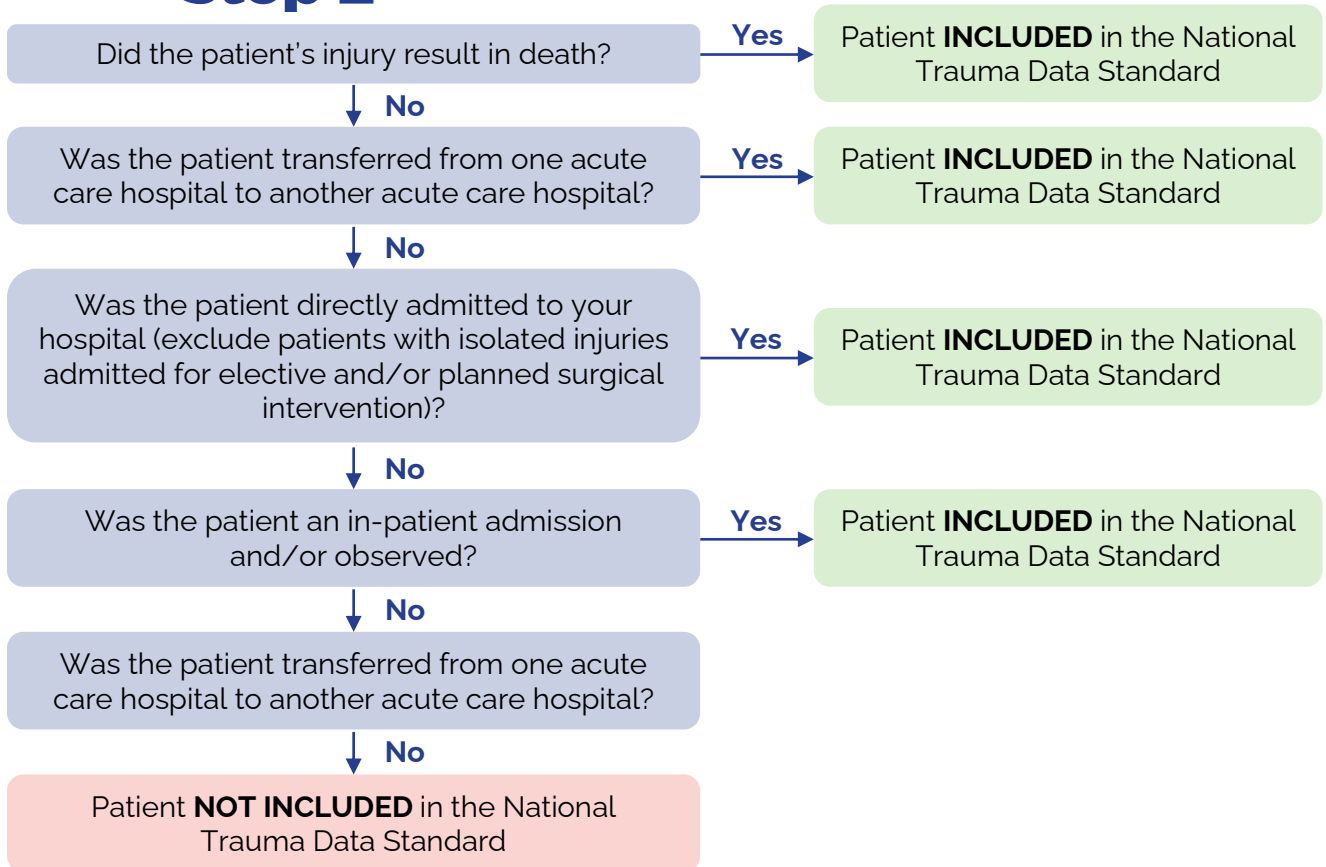 Did the patient's injury result in death?
Yes
Patient INCLUDED in the National
Trauma Data Standard
No
Was the patient transferred from one acute
care hospital to another acute care hospital?
Yes
Patient INCLUDED in the National
Trauma Data Standard
No
Was the patient directly admitted to your
hospital (exclude patients with isolated injuries
admitted for elective and/or planned surgical
intervention)?
Yes
Patient INCLUDED in the National
Trauma Data Standard
No
Was the patient an in-patient admission
and/or observed?
Yes
Patient INCLUDED in the National
Trauma Data Standard
No
Was the patient transferred from one acute
care hospital to another acute care hospital?
No
Patient NOT INCLUDED in the National
Trauma Data Standard